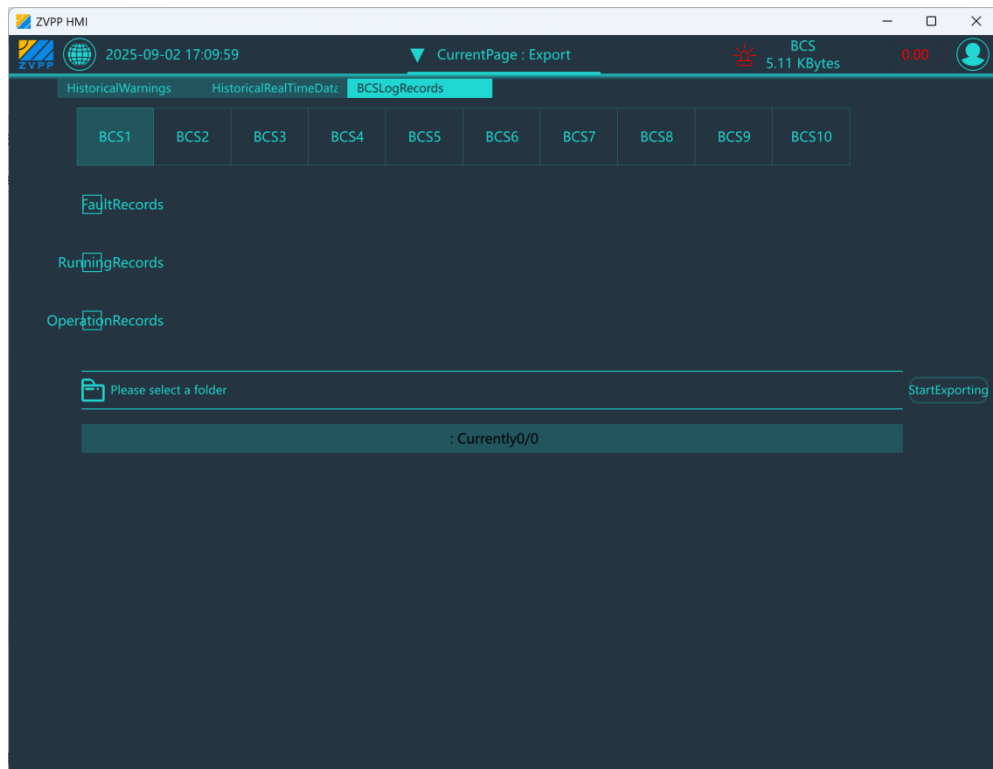 ZVPP HMI
ZVPP 2025-09-02 17:09:59 CurrentPage : Export BCS 5.11 KBytes 0.00
HistoricalWarnings HistoricalRealTimeData BCSLogRecords
BCS1 BCS2 BCS3 BCS4 BCS5 BCS6 BCS7 BCS8 BCS9 BCS10
FaultRecords
RunningRecords
OperationRecords
Please select a folder StartExporting
: Currently0/0